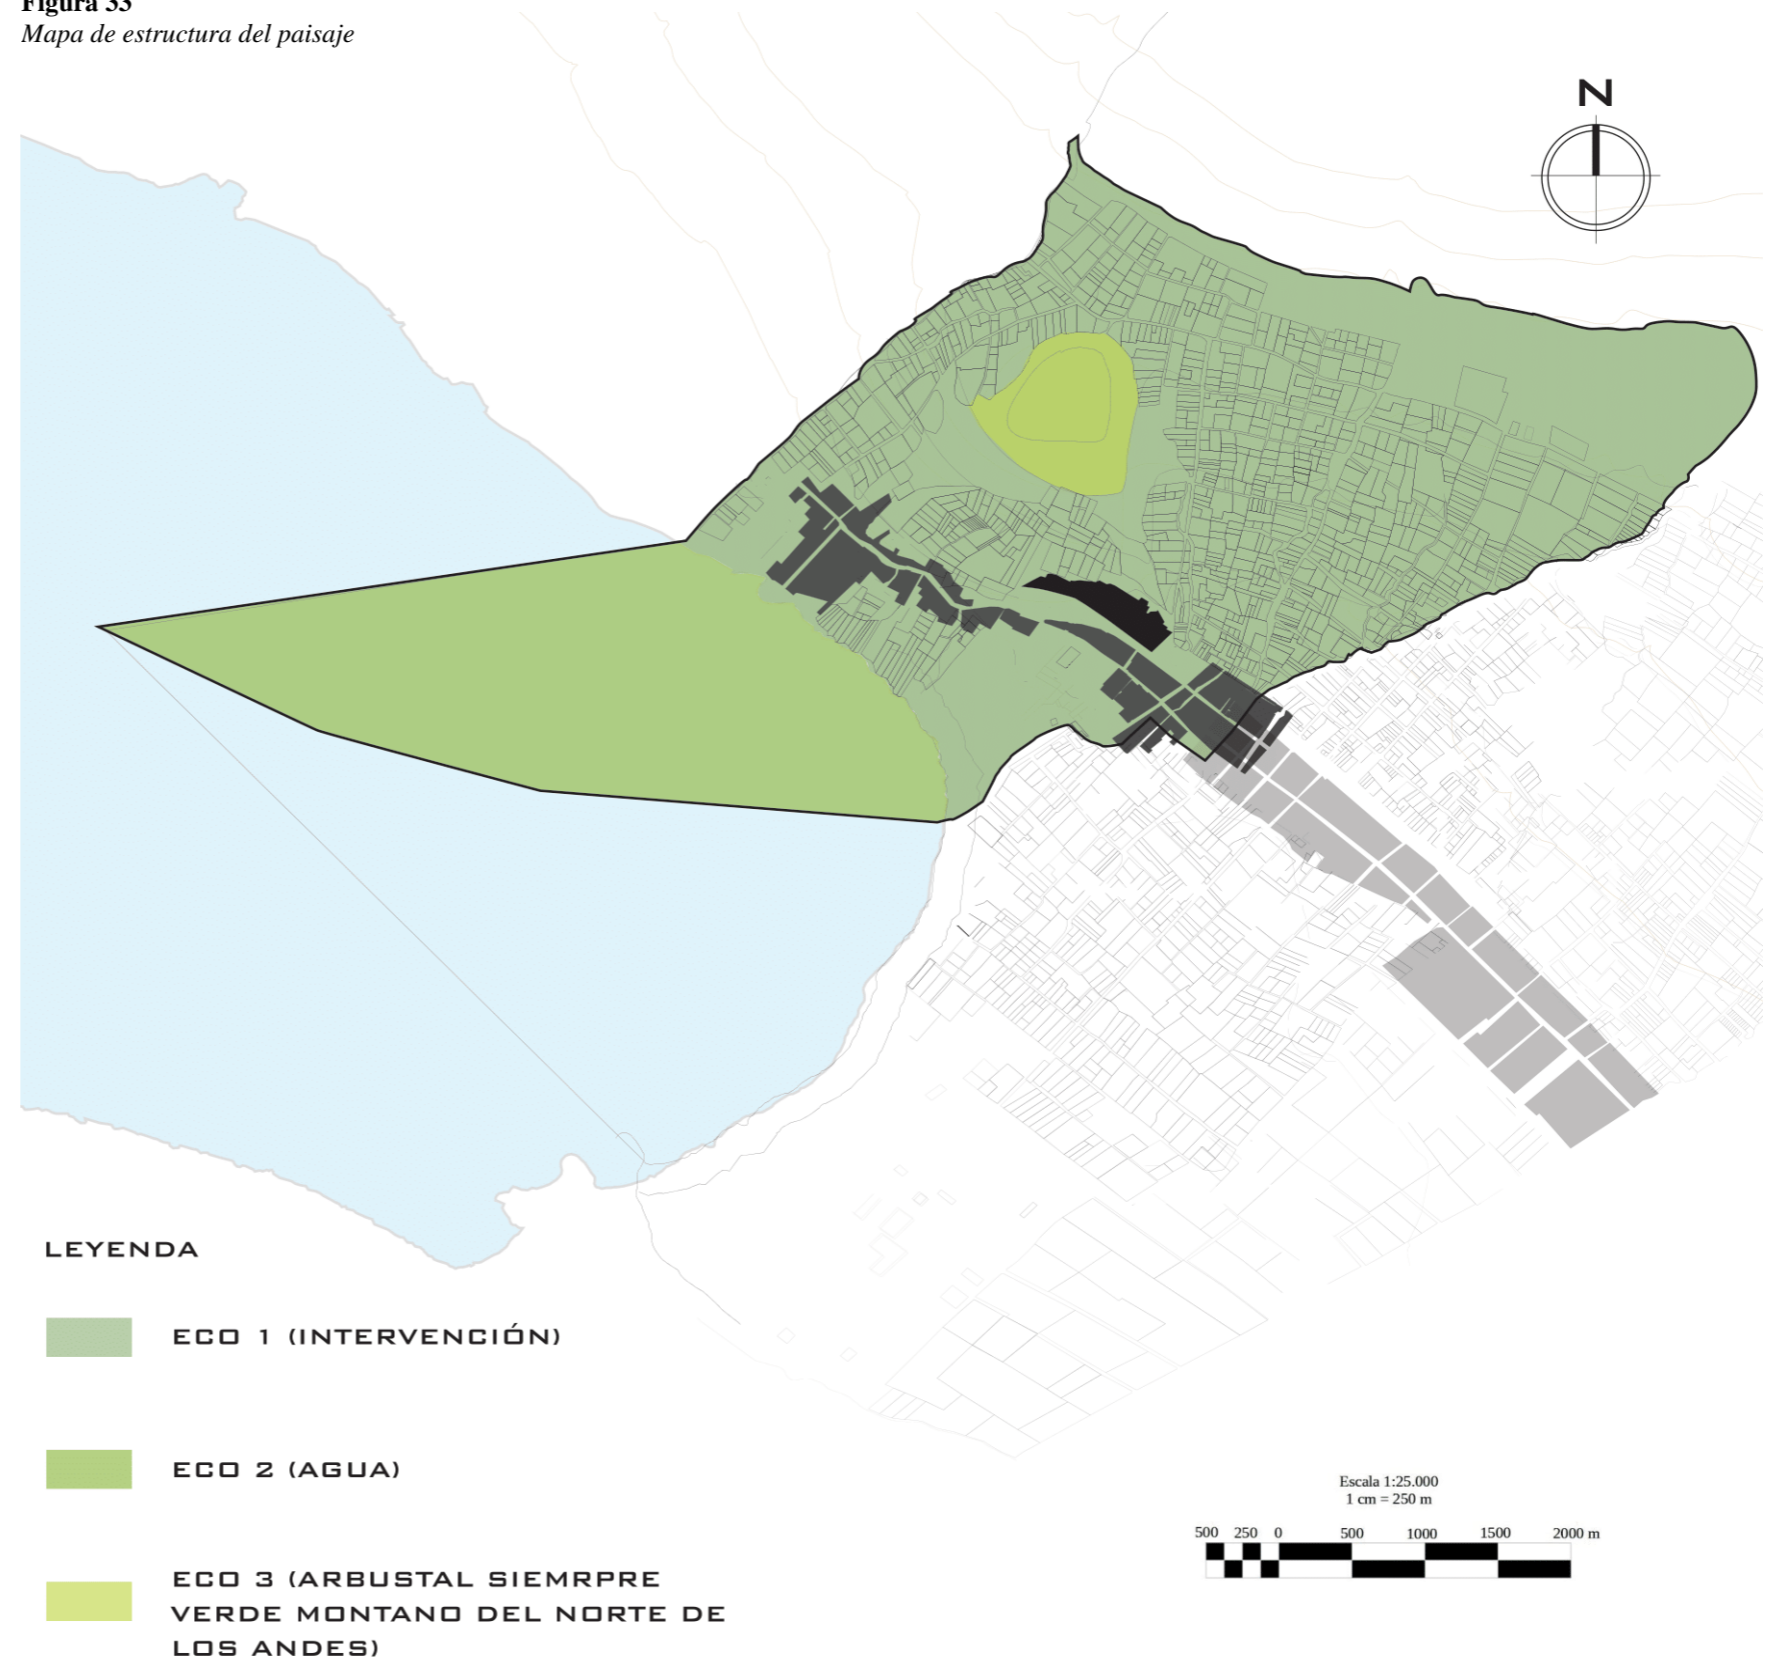 Figura 33
Mapa de estructura del paisaje
N
LEYENDA
ECO 1 (INTERVENCIÓN)
ECO 2 (AGUA)
ECO 3 (ARBUSTAL SIEMRPRE
VERDE MONTANO DEL NORTE DE
LOS ANDES)
Escala 1:25.000
1 cm = 250 m
500 250 0 500 1000 1500 2000 m